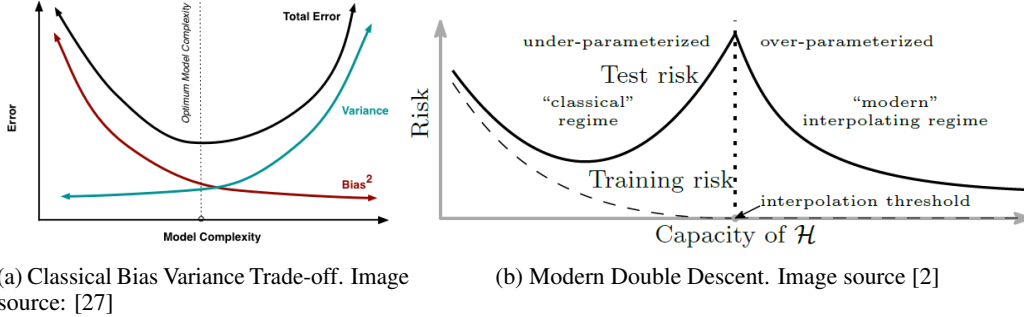 Total Error
Optimum Model Complexity
Variance
Error
Bias2
Model Complexity
(a) Classical Bias Variance Trade-off. Image
source: [27]
under-parameterized
over-parameterized
Test risk
"classical"
regime
"modern"
interpolating regime
Risk
Training risk
interpolation threshold
Capacity of H
(b) Modern Double Descent. Image source [2]